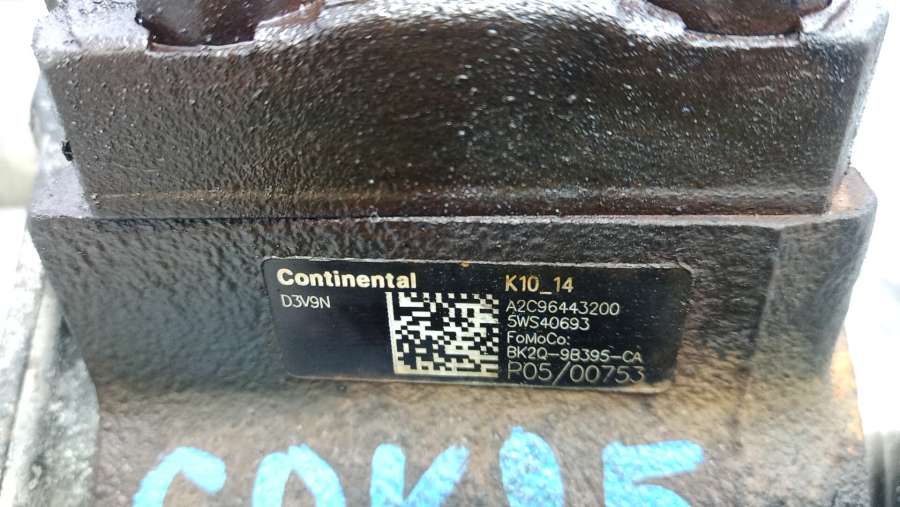 Continental
K10_14
D3V9N
A2C96443200
5WS40693
FoMoCo:
BK2Q-9B395-CA
P05/00753